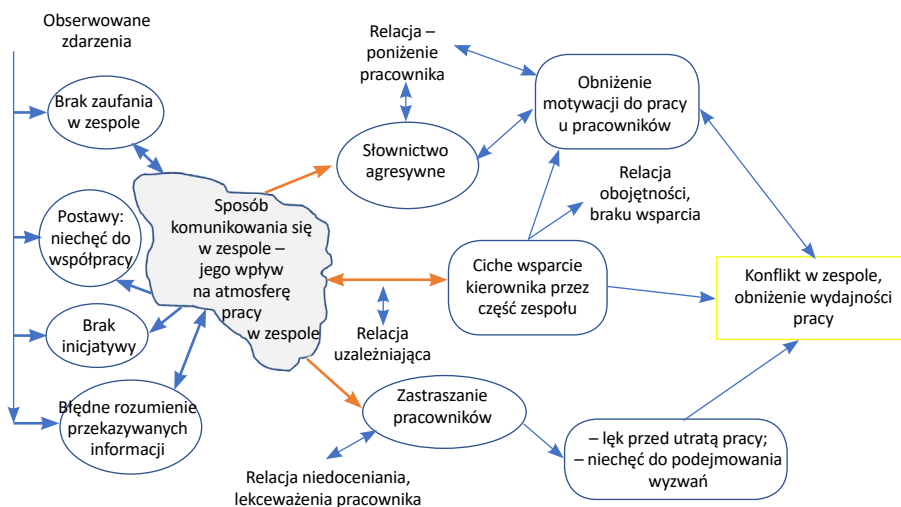 Obserwowane
zdarzenia
Brak zaufania
w zespole
Postawy:
niechęć do
współpracy
Brak
inicjatywy
Błędne rozumienie
przekazywanych
informacji
Sposób
komunikowania się
w zespole –
jego wpływ
na atmosferę
pracy
w zespole
Relacja –
poniżenie
pracownika
Słownictwo
agresywne
Obniżenie
motywacji do pracy
u pracowników
Relacja
obojętności,
braku wsparcia
Ciche wsparcie
kierownika przez
część zespołu
Relacja
uzależniająca
Konflikt w zespole,
obniżenie wydajności
pracy
Zastraszanie
pracowników
Relacja niedoceniania,
lekceważenia pracownika
– lęk przed utratą pracy;
– niechęć do podejmowania
wyzwań